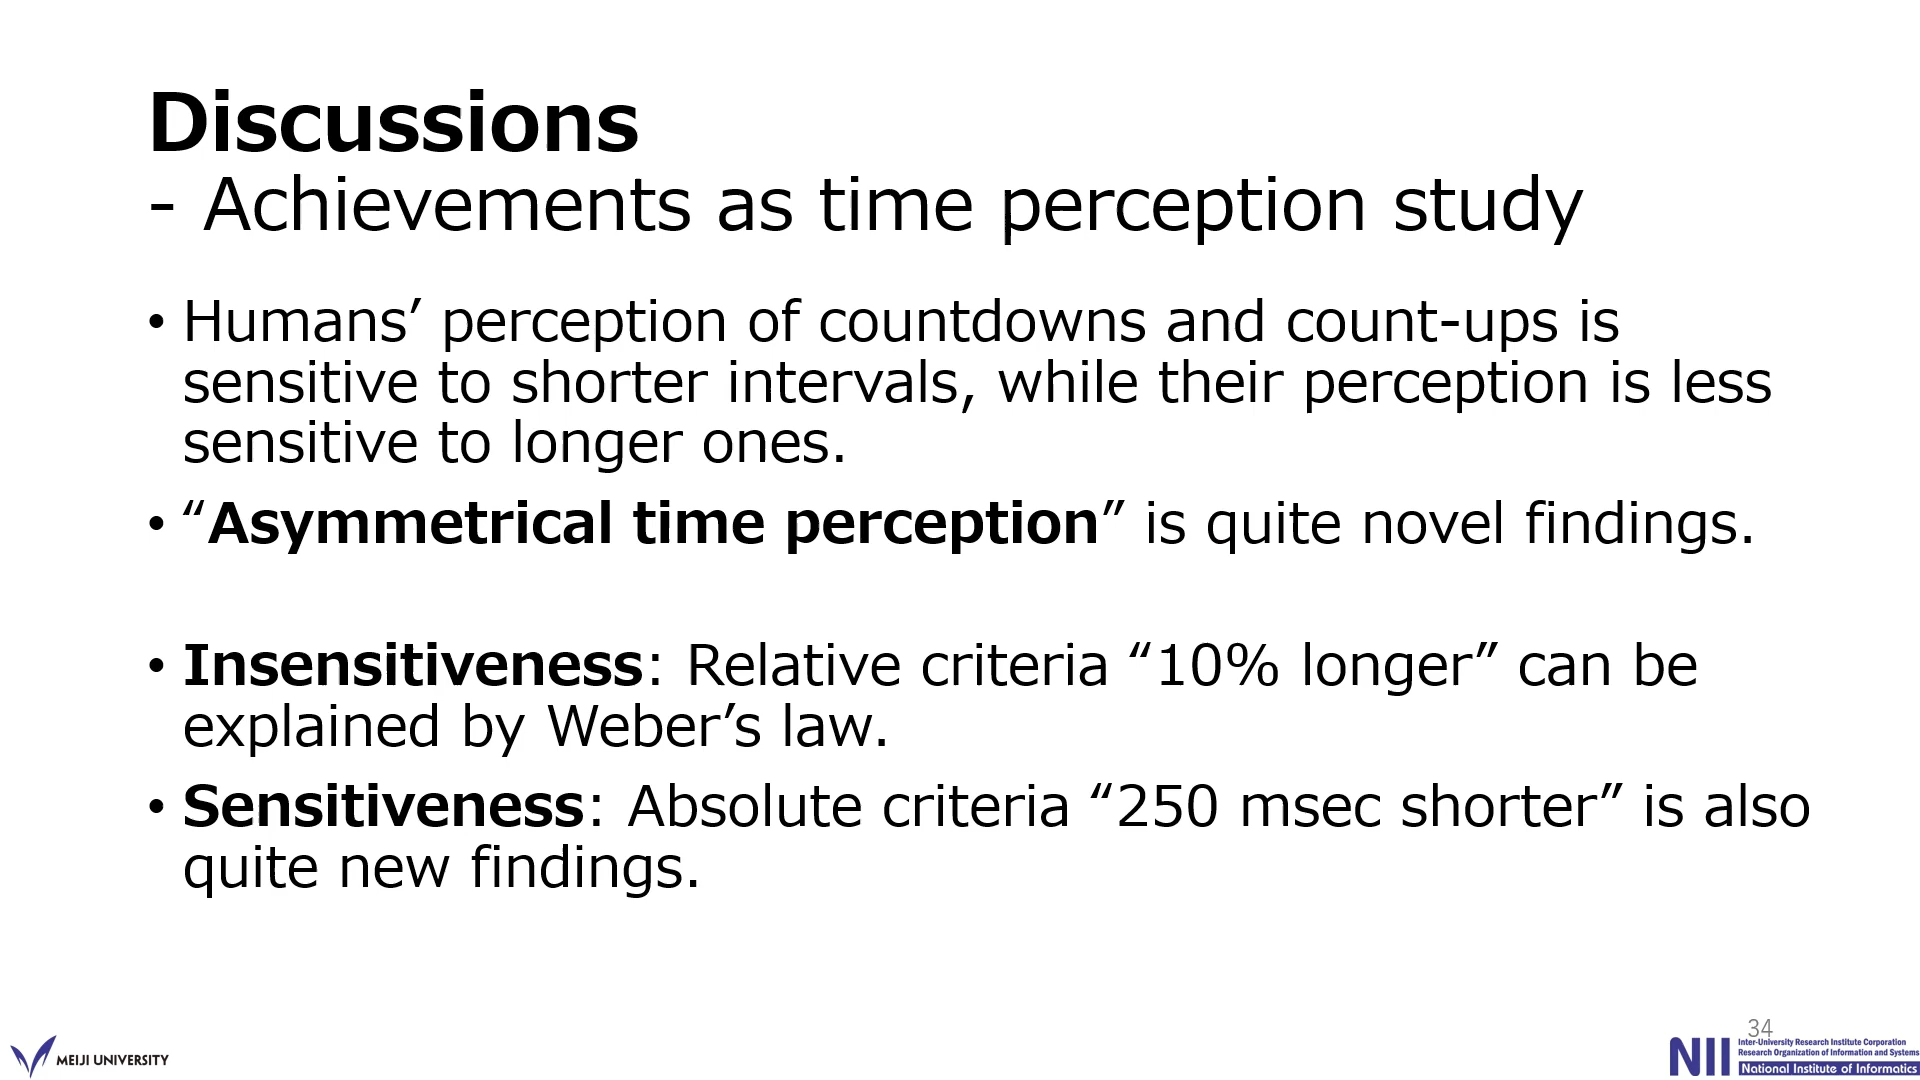 Discussions
- Achievements as time perception study
• Humans’ perception of countdowns and count-ups is
sensitive to shorter intervals, while their perception is less
sensitive to longer ones.
• “Asymmetrical time perception” is quite novel findings.
• Insensitiveness: Relative criteria “10% longer” can be
explained by Weber’s law.
• Sensitiveness: Absolute criteria “250 msec shorter” is also
quite new findings.
34
MEIJI UNIVERSITY
NII
Inter-University Research Institute Corporation
Research Organization of Information and Systems
National Institute of Informatics